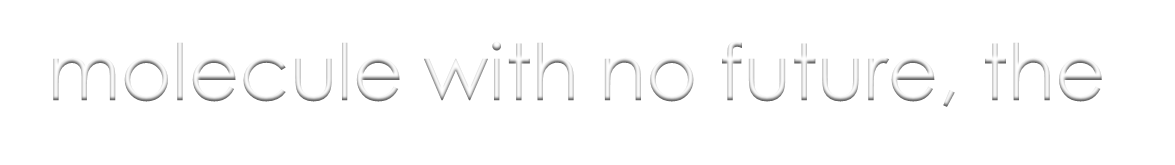 molecule with no future, the